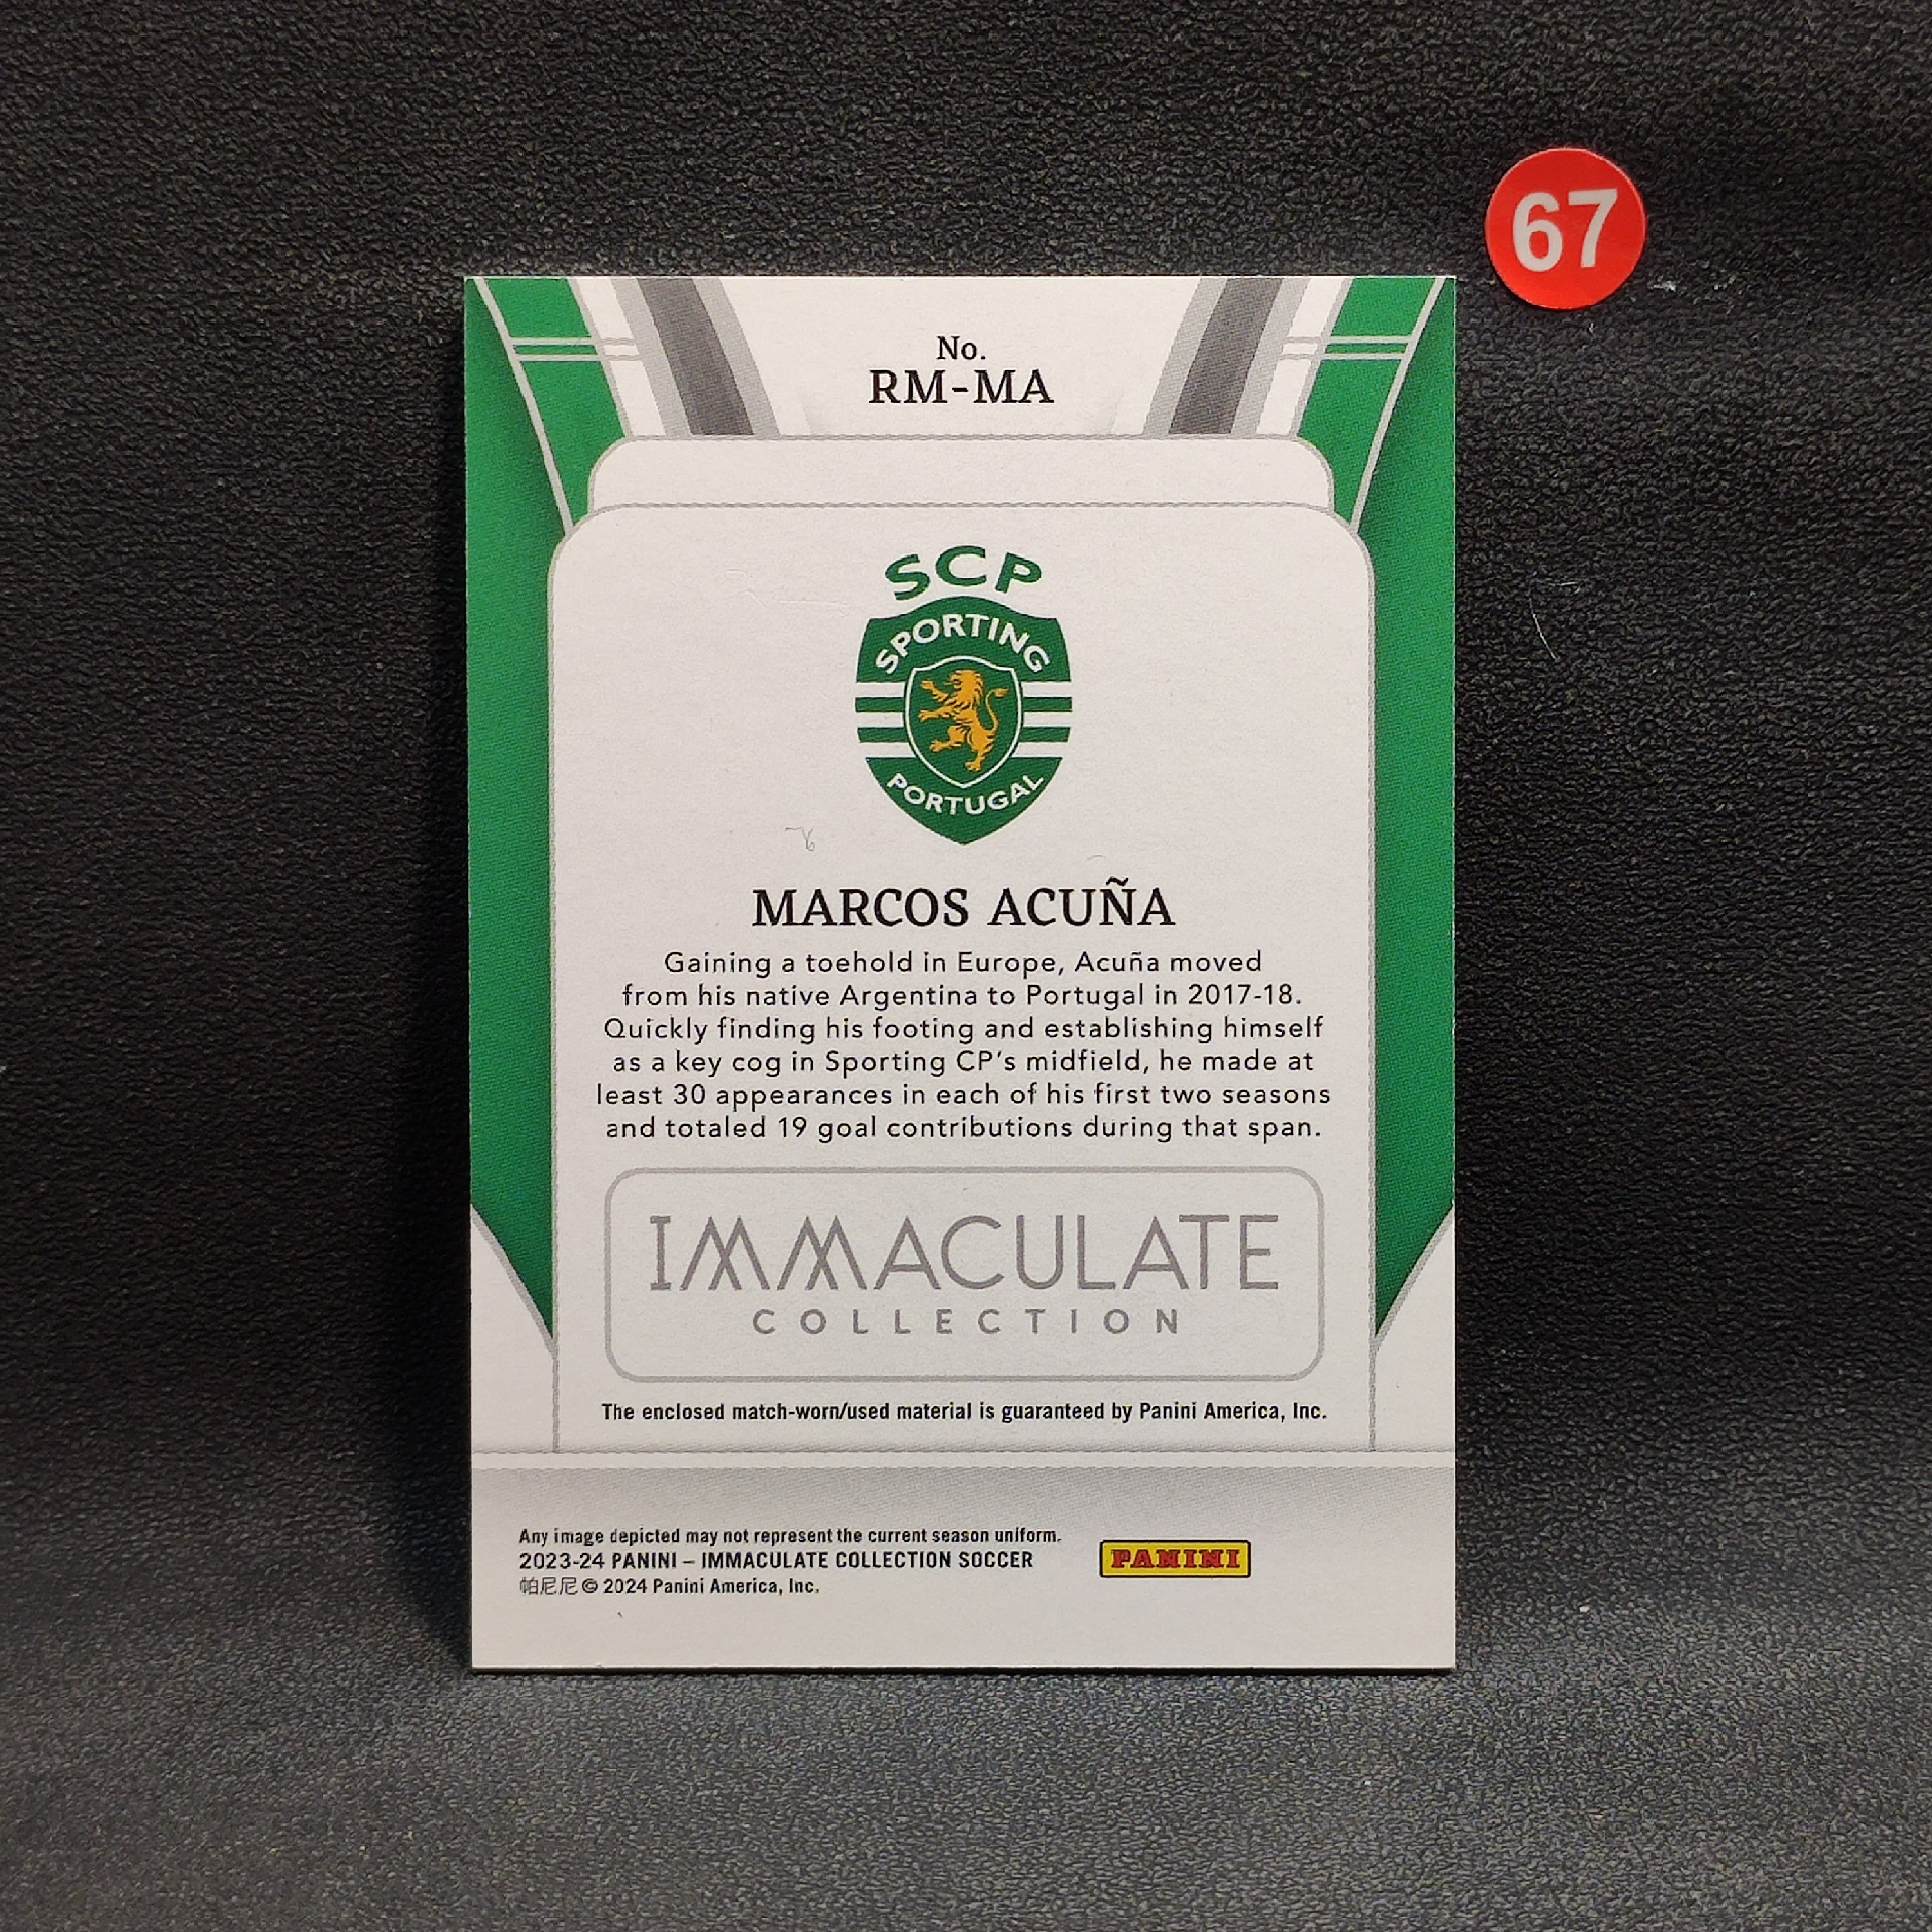 67
No.
RM-MA
SCP
SPORTING
PORTUGAL
MARCOS ACUÑA
Gaining a toehold in Europe, Acuña moved
from his native Argentina to Portugal in 2017-18.
Quickly finding his footing and establishing himself
as a key cog in Sporting CP's midfield, he made at
least 30 appearances in each of his first two seasons
and totaled 19 goal contributions during that span.
IMMACULATE
COLLECTION
The enclosed match-worn/used material is guaranteed by Panini America, Inc.
Any image depicted may not represent the current season uniform.
2023-24 PANINI – IMMACULATE COLLECTION SOCCER
帕尼尼 © 2024 Panini America, Inc.
PANINI